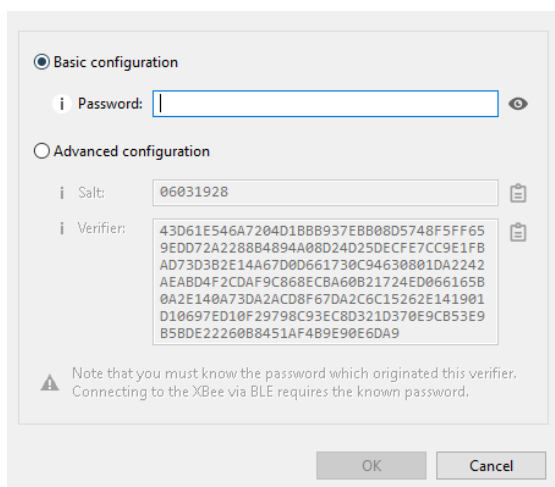 Basic configuration
i Password:
Advanced configuration
i Salt: 06031928
i Verifier: 43D61E546A7204D1BBB937EBB08D5748F5FF65
9EDD72A2288B4894A08D24D25DECFE7CC9E1FB
AD73D3B2E14A67D0D661730C94630801DA2242
AEABD4F2CDAF9C868ECBA60B21724ED066165B
0A2E140A73DA2ACD8F67DA2C6C15262E141901
D10697ED10F29798C93EC8D321D370E9CB53E9
B5BDE22260B8451AF4B9E90E6DA9
Note that you must know the password which originated this verifier.
Connecting to the XBee via BLE requires the known password.
OK Cancel